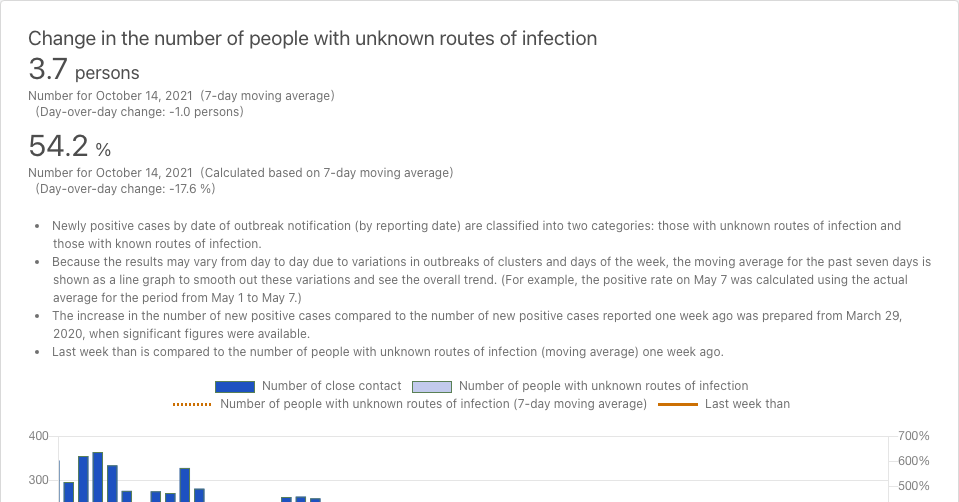 Change in the number of people with unknown routes of infection
3.7 persons
Number for October 14, 2021 (7-day moving average)
(Day-over-day change: -1.0 persons)
54.2 %
Number for October 14, 2021 (Calculated based on 7-day moving average)
(Day-over-day change: -17.6 %)
• Newly positive cases by date of outbreak notification (by reporting date) are classified into two categories: those with unknown routes of infection and
those with known routes of infection.
• Because the results may vary from day to day due to variations in outbreaks of clusters and days of the week, the moving average for the past seven days is
shown as a line graph to smooth out these variations and see the overall trend. (For example, the positive rate on May 7 was calculated using the actual
average for the period from May 1 to May 7.)
• The increase in the number of new positive cases compared to the number of new positive cases reported one week ago was prepared from March 29,
2020, when significant figures were available.
• Last week than is compared to the number of people with unknown routes of infection (moving average) one week ago.
Number of close contact Number of people with unknown routes of infection
Number of people with unknown routes of infection (7-day moving average) Last week than
400 700%
600%
300 500%